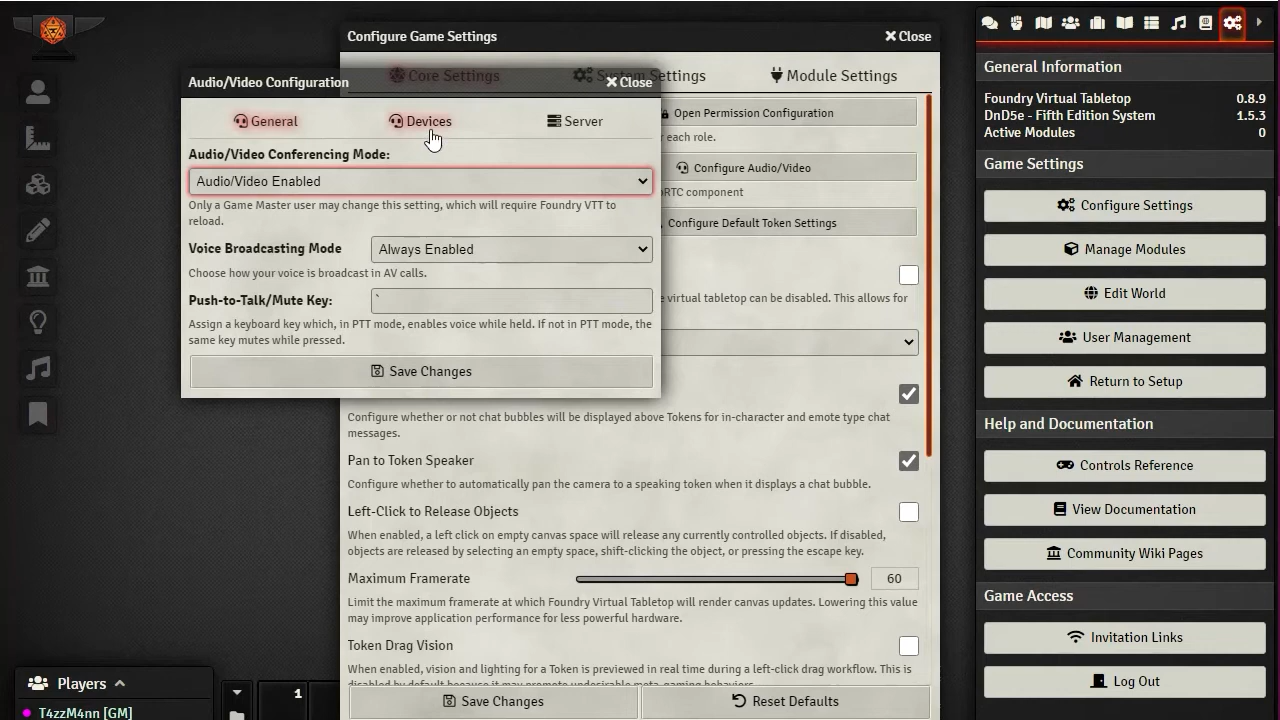 Configure Game Settings
Close
Core Settings
System Settings
Module Settings
Audio/Video Configuration
Close
General
Devices
Server
Audio/Video Conferencing Mode:
Audio/Video Enabled
Only a Game Master user may change this setting, which will require Foundry VTT to
reload.
Voice Broadcasting Mode
Always Enabled
Choose how your voice is broadcast in AV calls.
Push-to-Talk/Mute Key:
`
Assign a keyboard key which, in PTT mode, enables voice while held. If not in PTT mode, the
same key mutes while pressed.
Save Changes
Open Permission Configuration
each role.
Configure Audio/Video
RTC component
Configure Default Token Settings
virtual tabletop can be disabled. This allows for
Configure whether or not chat bubbles will be displayed above Tokens for in-character and emote type chat
messages.
Pan to Token Speaker
Configure whether to automatically pan the camera to a speaking token when it displays a chat bubble.
Left-Click to Release Objects
When enabled, a left click on empty canvas space will release any currently controlled objects. If disabled,
objects are released by selecting an empty space, shift-clicking the object, or pressing the escape key.
Maximum Framerate
60
Limit the maximum framerate at which Foundry Virtual Tabletop will render canvas updates. Lowering this value
may improve application performance for less powerful hardware.
Token Drag Vision
When enabled, vision and lighting for a Token is previewed in real time during a left-click drag workflow. This is
disabled by default because it may promote undesirable meta-gaming behaviors.
Save Changes
Reset Defaults
General Information
Foundry Virtual Tabletop 0.8.9
DnD5e - Fifth Edition System 1.5.3
Active Modules 0
Game Settings
Configure Settings
Manage Modules
Edit World
User Management
Return to Setup
Help and Documentation
Controls Reference
View Documentation
Community Wiki Pages
Game Access
Invitation Links
Log Out
Players
T4zzM4nn [GM]
1